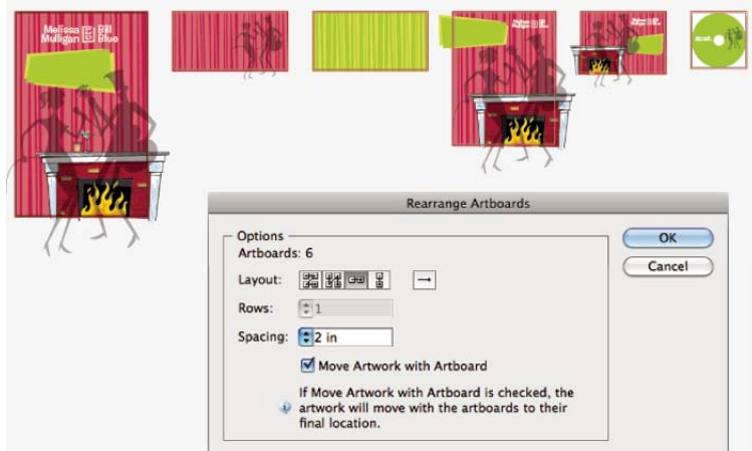 Melissa Bill
Mulligan Blue
Rearrange Artboards
Options
Artboards: 6
Layout:
Rows: 1
Spacing: 2 in
Move Artwork with Artboard
If Move Artwork with Artboard is checked, the
artwork will move with the artboards to their
final location.
OK
Cancel